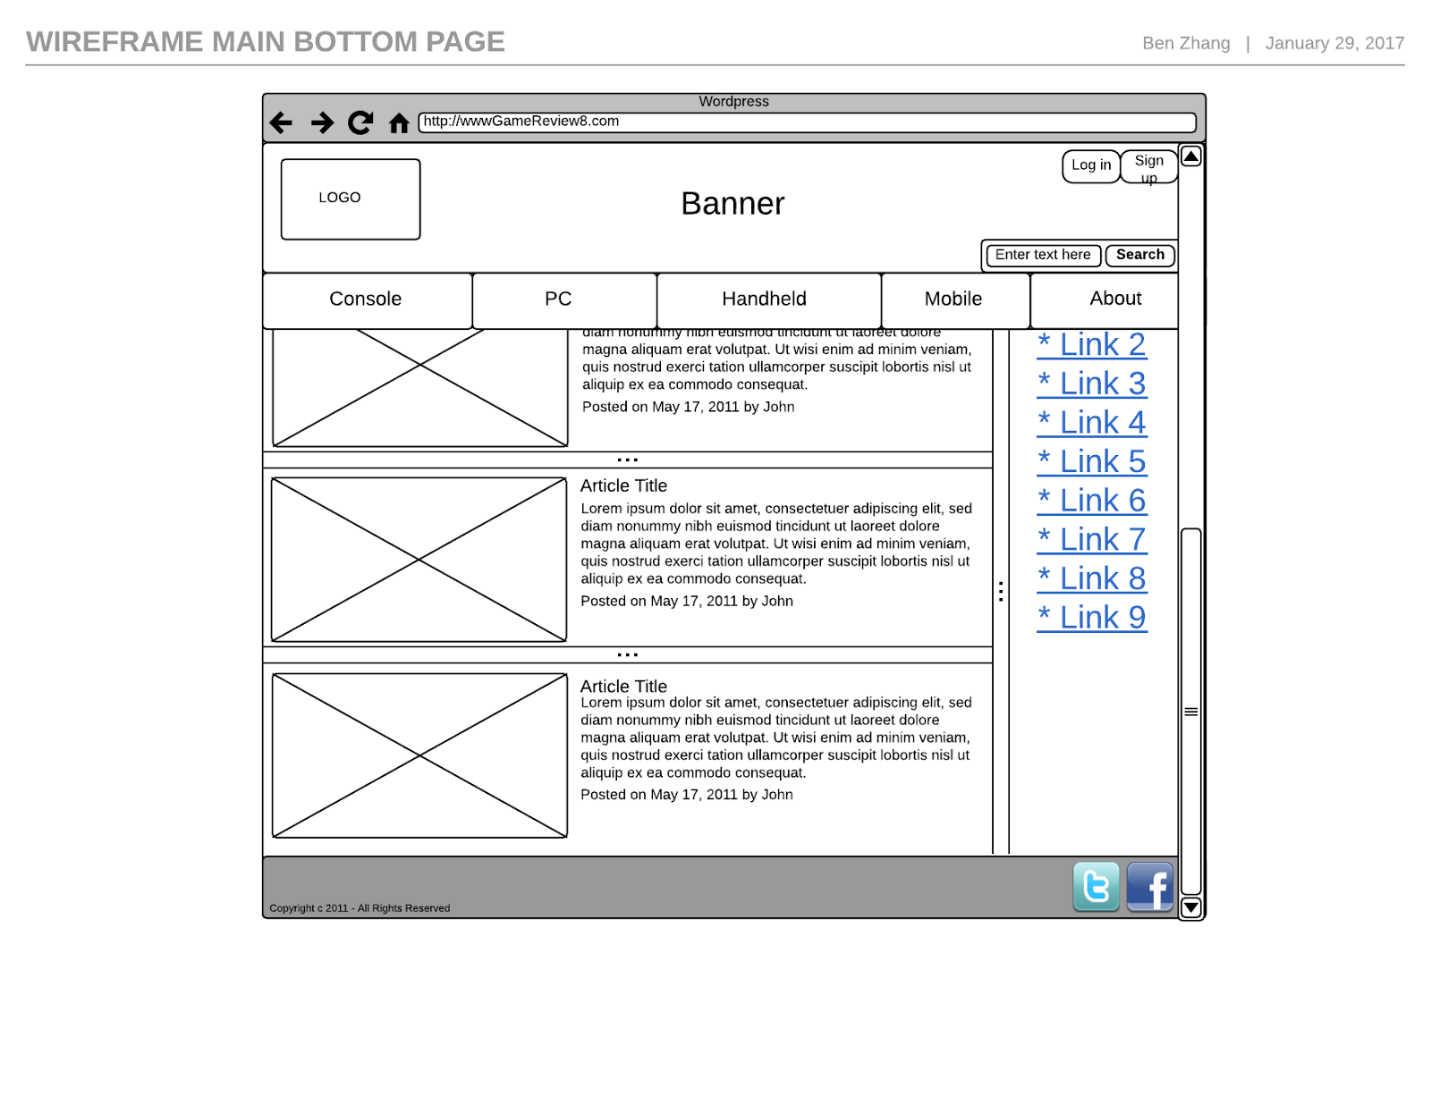 WIREFRAME MAIN BOTTOM PAGE
Ben Zhang | January 29, 2017
Wordpress
http://wwwGameReview8.com
Log in
Sign
up
LOGO
Banner
Enter text here
Search
Console
PC
Handheld
Mobile
About
diam nonummy nibh euismod tincidunt ut laoreet dolore
magna aliquam erat volutpat. Ut wisi enim ad minim veniam,
quis nostrud exerci tation ullamcorper suscipit lobortis nisl ut
aliquip ex ea commodo consequat.
Posted on May 17, 2011 by John
Article Title
Lorem ipsum dolor sit amet, consectetuer adipiscing elit, sed
diam nonummy nibh euismod tincidunt ut laoreet dolore
magna aliquam erat volutpat. Ut wisi enim ad minim veniam,
quis nostrud exerci tation ullamcorper suscipit lobortis nisl ut
aliquip ex ea commodo consequat.
Posted on May 17, 2011 by John
Article Title
Lorem ipsum dolor sit amet, consectetuer adipiscing elit, sed
diam nonummy nibh euismod tincidunt ut laoreet dolore
magna aliquam erat volutpat. Ut wisi enim ad minim veniam,
quis nostrud exerci tation ullamcorper suscipit lobortis nisl ut
aliquip ex ea commodo consequat.
Posted on May 17, 2011 by John
* Link 2
* Link 3
* Link 4
* Link 5
* Link 6
* Link 7
* Link 8
* Link 9
Copyright c 2011 - All Rights Reserved